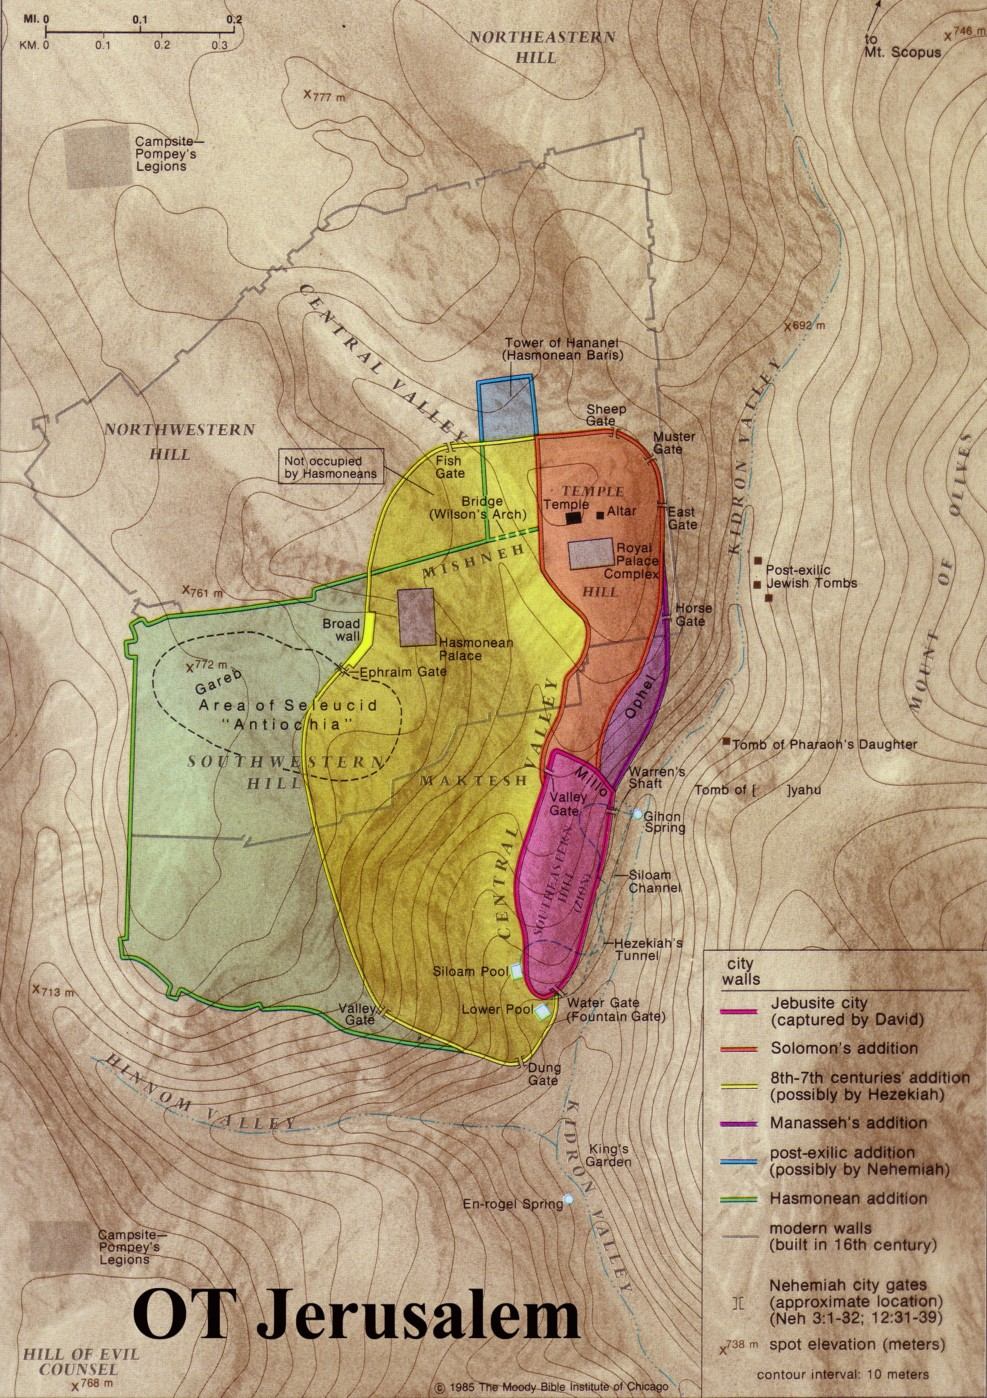 MI. 0 0.1 0.2
KM. 0 0.1 0.2 0.3
NORTHEASTERN
HILL
to
Mt. Scopus
x746 m
x777 m
Campsite—
Pompey's
Legions
CENTRAL VALLEY
x692 m
Tower of Hananel
(Hasmonean Baris)
KIDRON VALLEY
Sheep
Gate
NORTHWESTERN
HILL
Muster
Gate
Not occupied
by Hasmoneans
Fish
Gate
MOUNT OF OLIVES
TEMPLE
Bridge
(Wilson's Arch)
Temple
Altar
East
Gate
MISHNEH
Royal
Palace
Complex
Post-exilic
Jewish Tombs
HILL
x761 m
Horse
Gate
Broad
wall
Hasmonean
Palace
x772 m
Ephraim Gate
Gareb
Area of Seleucid
"Antiochia"
Ophel
SOUTHWESTERN
HILL
CENTRAL VALLEY
MAKTESH
Millo
Tomb of Pharaoh's Daughter
Warren's
Shaft
Tomb of [ ]yahu
Valley
Gate
Gihon
Spring
SOUTHEASTERN
HILL
(ZION)
Siloam
Channel
Hezekiah's
Tunnel
Siloam Pool
x713 m
Valley
Gate
Lower Pool
Water Gate
(Fountain Gate)
Dung
Gate
HINNOM VALLEY
KIDRON VALLEY
King's
Garden
En-rogel Spring
Campsite—
Pompey's
Legions
city
walls
Jebusite city
(captured by David)
Solomon's addition
8th-7th centuries' addition
(possibly by Hezekiah)
Manasseh's addition
post-exilic addition
(possibly by Nehemiah)
Hasmonean addition
modern walls
(built in 16th century)
Nehemiah city gates
(approximate location)
(Neh 3:1-32; 12:31-39)
x738 m spot elevation (meters)
contour interval: 10 meters
OT Jerusalem
HILL OF EVIL
COUNSEL
x768 m
© 1985 The Moody Bible Institute of Chicago